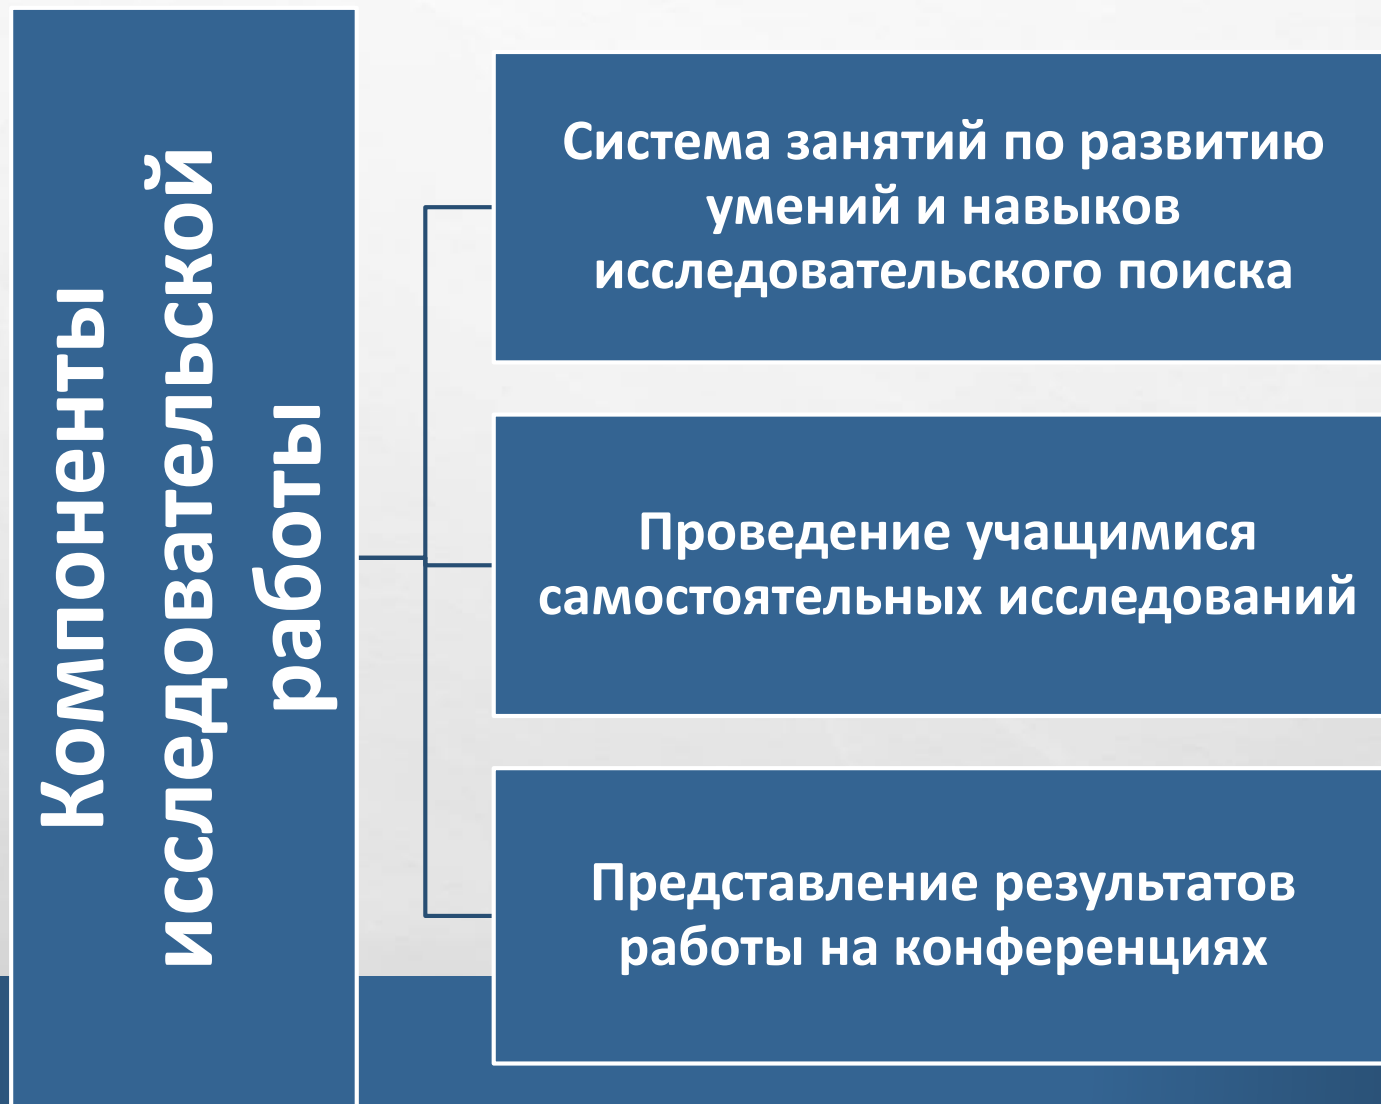 Компоненты
исследовательской
работы
Система занятий по развитию
умений и навыков
исследовательского поиска
Проведение учащимися
самостоятельных исследований
Представление результатов
работы на конференциях